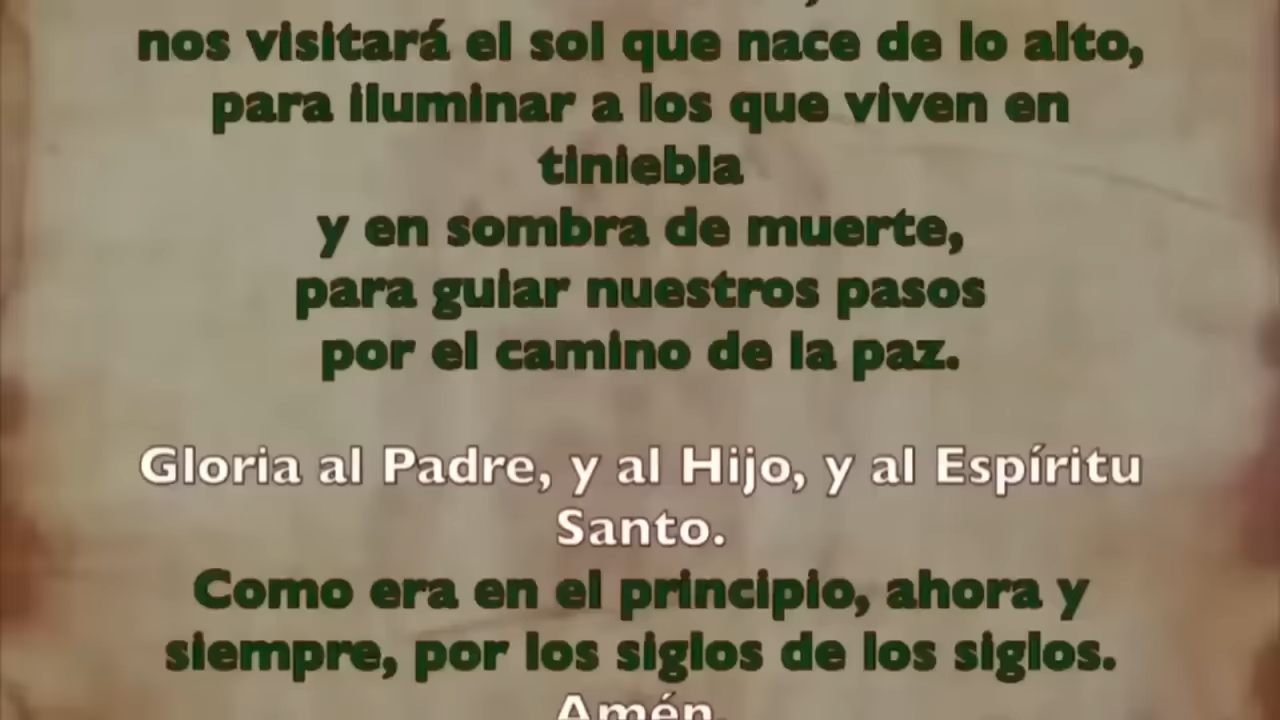 nos visitará el sol que nace de lo alto,
para iluminar a los que viven en
tiniebla
y en sombra de muerte,
para guiar nuestros pasos
por el camino de la paz.
Gloria al Padre, y al Hijo, y al Espíritu
Santo.
Como era en el principio, ahora y
siempre, por los siglos de los siglos.
Amén.